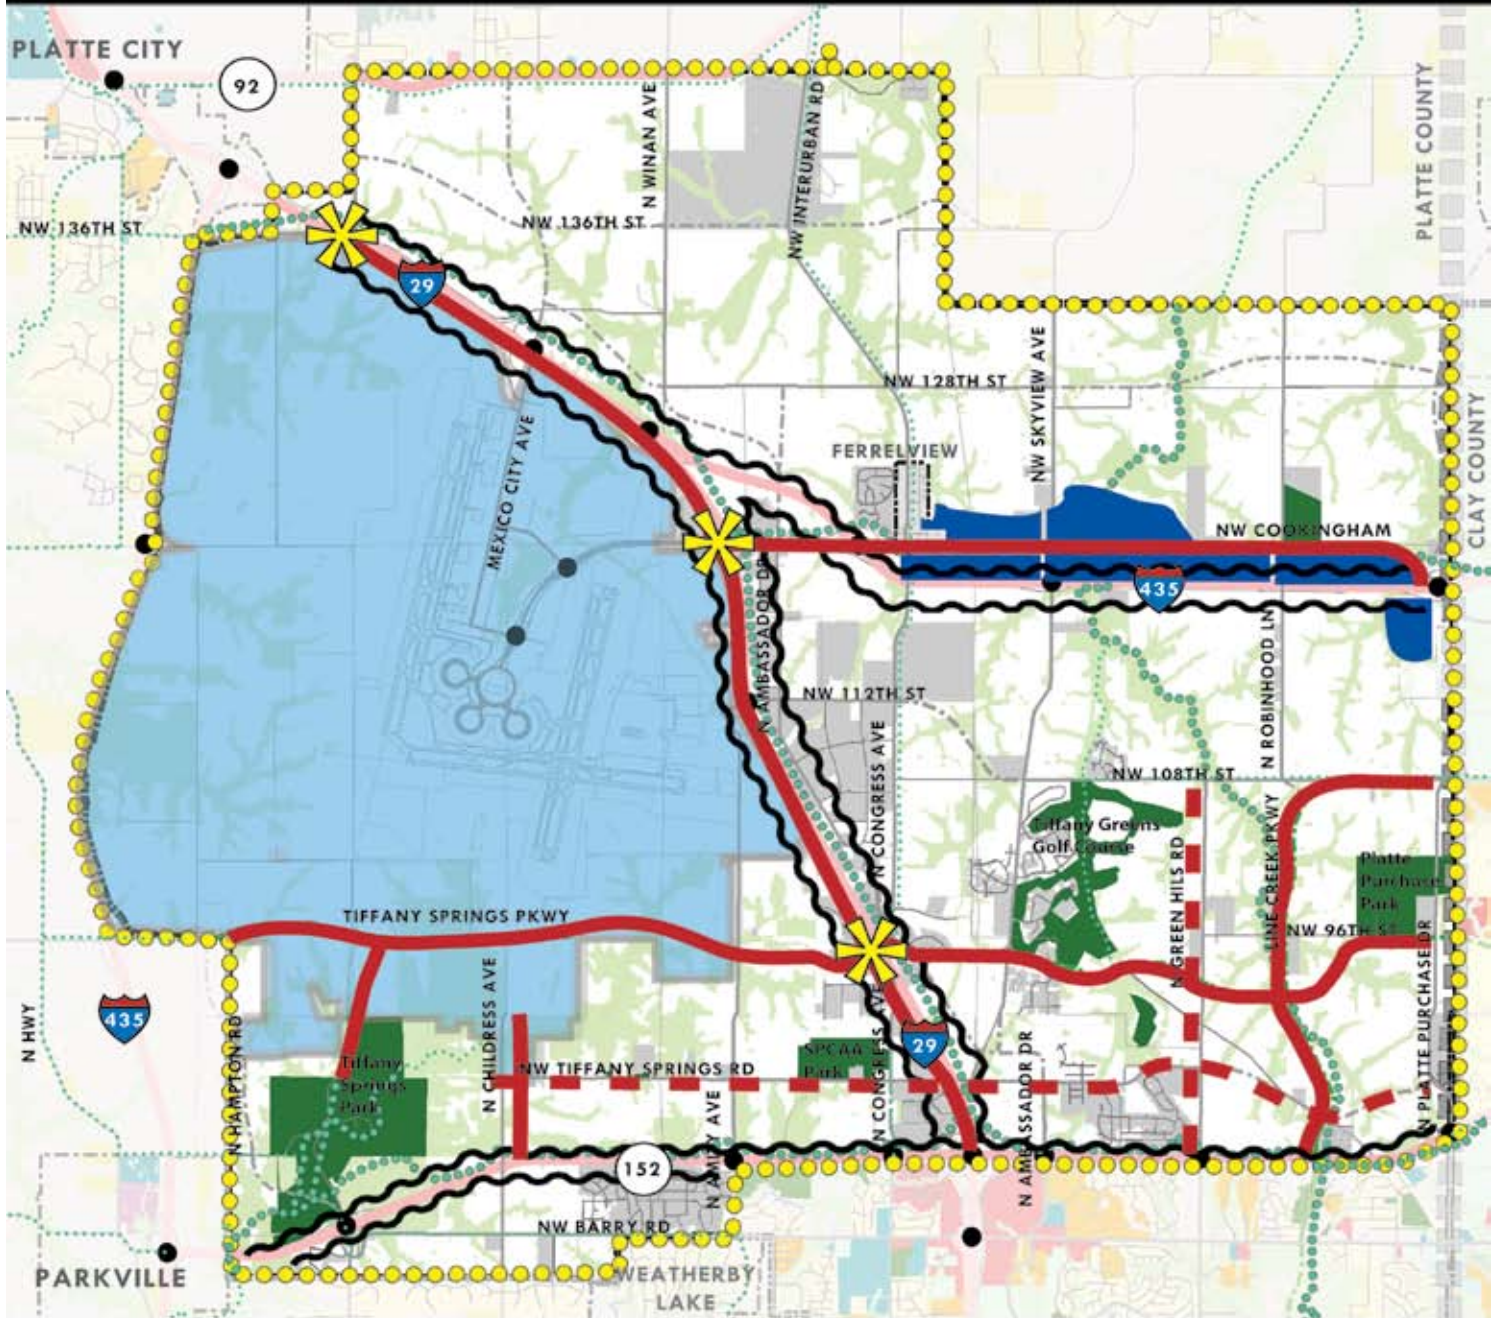 PLATTE CITY
92
NW 136TH ST
N WINAN AVE
NW 136TH ST
NW INTERURBAN RD
PLATTE COUNTY
29
NW 128TH ST
NW SKYVIEW AVE
CLAY COUNTY
MEXICO CITY AVE
FERRELVIEW
NW COOKINGHAM
435
N AMBASSADOR DR
NW 112TH ST
N ROBINHOOD LN
N CONGRESS AVE
NW 108TH ST
Tiffany Greens
Golf Course
N GREEN HILS RD
LINE CREEK PKWY
Platte
Purchase
Park
TIFFANY SPRINGS PKWY
NW 96TH ST
N HWY
435
N HAMPTON RD
N CHILDRESS AVE
Tiffany
Springs
Park
NW TIFFANY SPRINGS RD
SPCAA
Park
N CONGRESS AVE
29
N AMBASSADOR DR
N PLATTE PURCHASE DR
N AMITY AVE
152
NW BARRY RD
PARKVILLE
WEATHERBY
LAKE